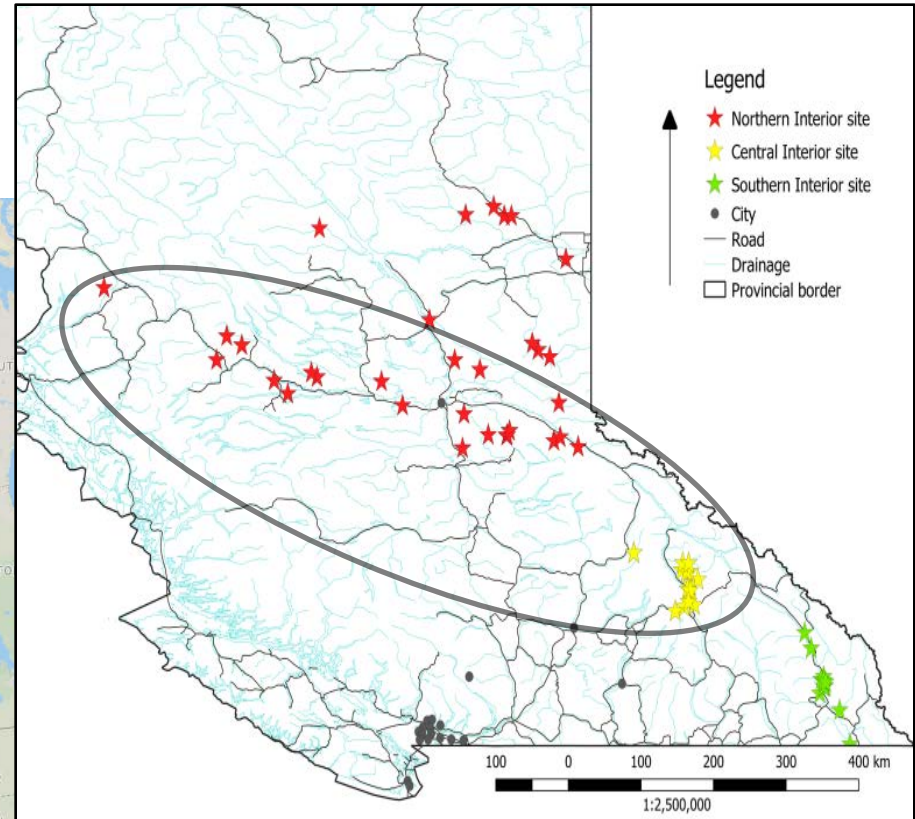 Legend
Northern Interior site
Central Interior site
Southern Interior site
City
Road
Drainage
Provincial border
100 0 100 200 300 400 km
1:2,500,000